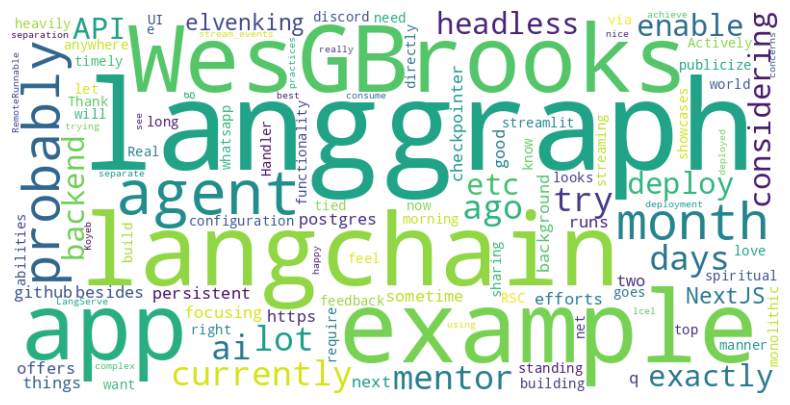 heavily
separation
UI
e
API
elvenking
discord
need
stream_events
headless
via
enable
Actively
achieve
nice
concerns
WesGBrooks
really
directly
practices
publicize
anywhere
timely
RemoteRunnable
probably
let
Thank
will
backend
trying
langgraph
to
best
consume
world
considering
see
long
Real
whatsapp
Handler
functionality
checkpointer
good
streamlit
know
streaming
looks
showcases
monolithic
separate
agent
etc
ago
tied
now
configuration
postgres
morning
background
try
runs
deploy
month
deployment
deployed
abilities
Koyeb
build
langchain
happy
feel
sharing
days
two
love
spiritual
github
besides
persistent
sometime
RSC
efforts
goes
NextJS
LangServe
focusing
https
require
feedback
net
lcel
top
manner
app
right
example
offers
ai
lot
things
complex
want
currently
next
mentor
standing
building
q
exactly
using